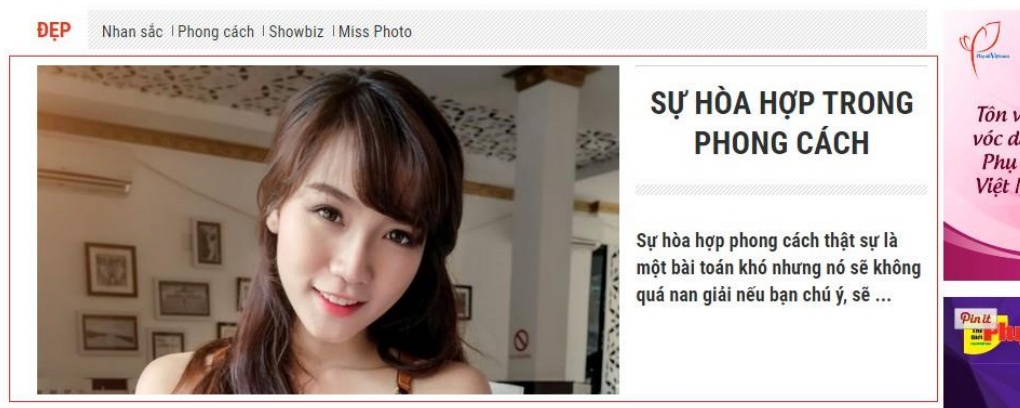 ĐẸP
Nhan sắc | Phong cách | Showbiz | Miss Photo
SỰ HÒA HỢP TRONG
PHONG CÁCH
Sự hòa hợp phong cách thật sự là
một bài toán khó nhưng nó sẽ không
quá nan giải nếu bạn chú ý, sẽ ...
Tôn v
vóc d
Phụ
Việt
Pin it